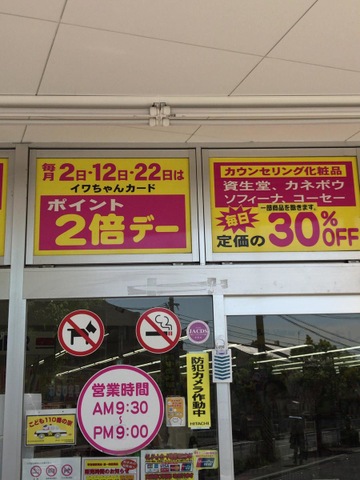 毎月2日・12日・22日は
イワちゃんカード
ポイント
2倍デー
カウンセリング化粧品
資生堂、カネボウ
ソフィーナ、コーセー
一部商品を除きます。
毎日
定価の30%OFF
JACCS
営業時間
AM9:30
〜
PM9:00
防犯カメラ作動中
HITACHI
こども110番の家